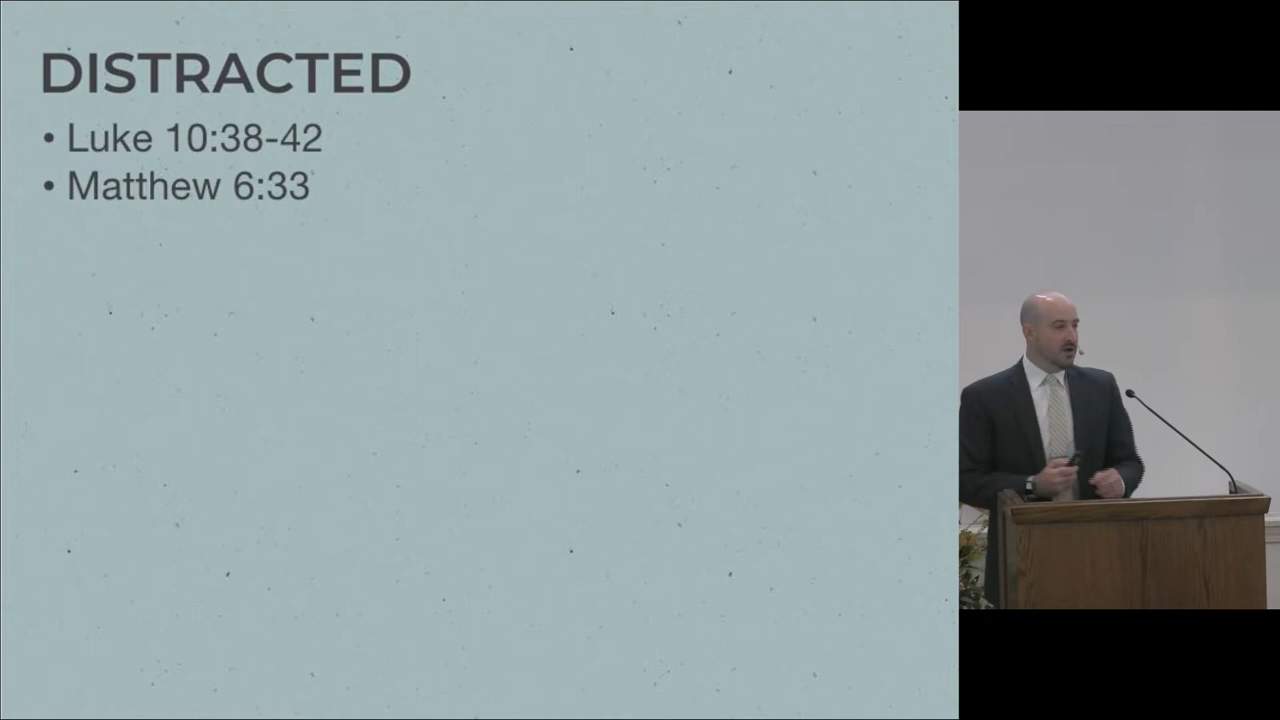 DISTRACTED
• Luke 10:38-42
• Matthew 6:33